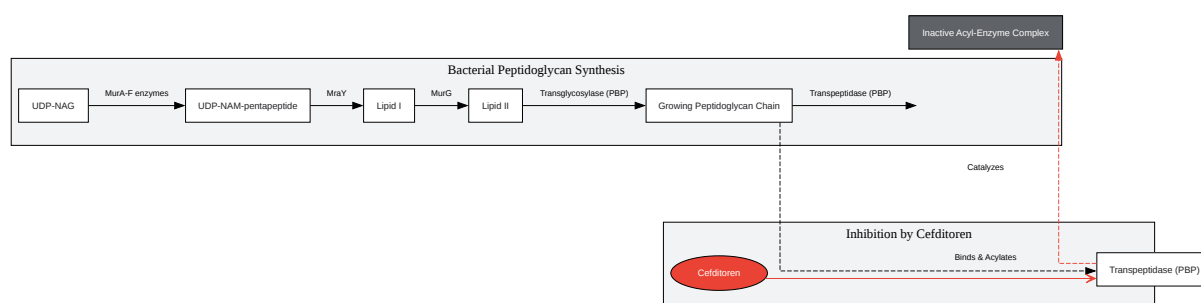 Inactive Acyl-Enzyme Complex
Bacterial Peptidoglycan Synthesis
UDP-NAG
MurA-F enzymes
UDP-NAM-pentapeptide
MraY
Lipid I
MurG
Lipid II
Transglycosylase (PBP)
Growing Peptidoglycan Chain
Transpeptidase (PBP)
Catalyzes
Inhibition by Cefditoren
Binds & Acylates
Cefditoren
Transpeptidase (PBP)